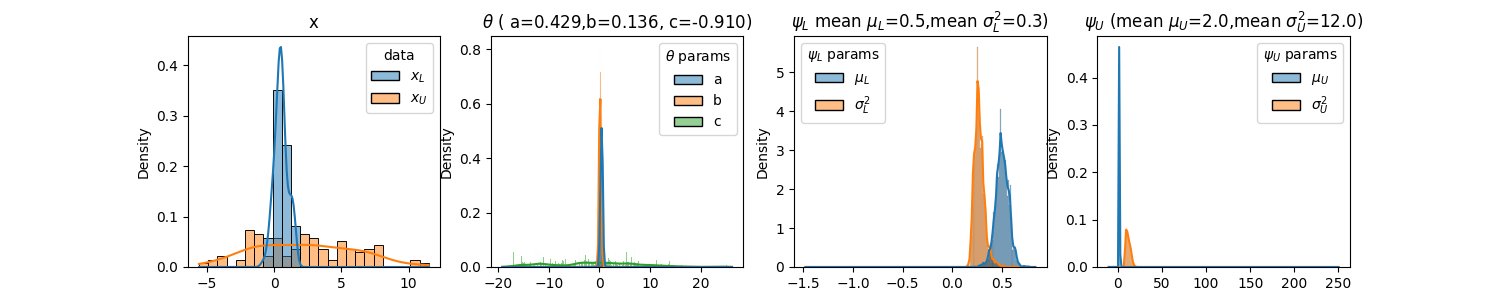 x
data
x_L
x_U
Density
0.0
0.1
0.2
0.3
0.4
−5
0
5
10
θ ( a=0.429,b=0.136, c=-0.910)
θ params
a
b
c
Density
0.0
0.2
0.4
0.6
0.8
−20
−10
0
10
20
ψ_L mean μ_L=0.5,mean σ_L^2=0.3)
ψ_L params
μ_L
σ_L^2
Density
0
1
2
3
4
5
−1.5
−1.0
−0.5
0.0
0.5
ψ_U (mean μ_U=2.0,mean σ_U^2=12.0)
ψ_U params
μ_U
σ_U^2
Density
0.0
0.1
0.2
0.3
0.4
0
50
100
150
200
250